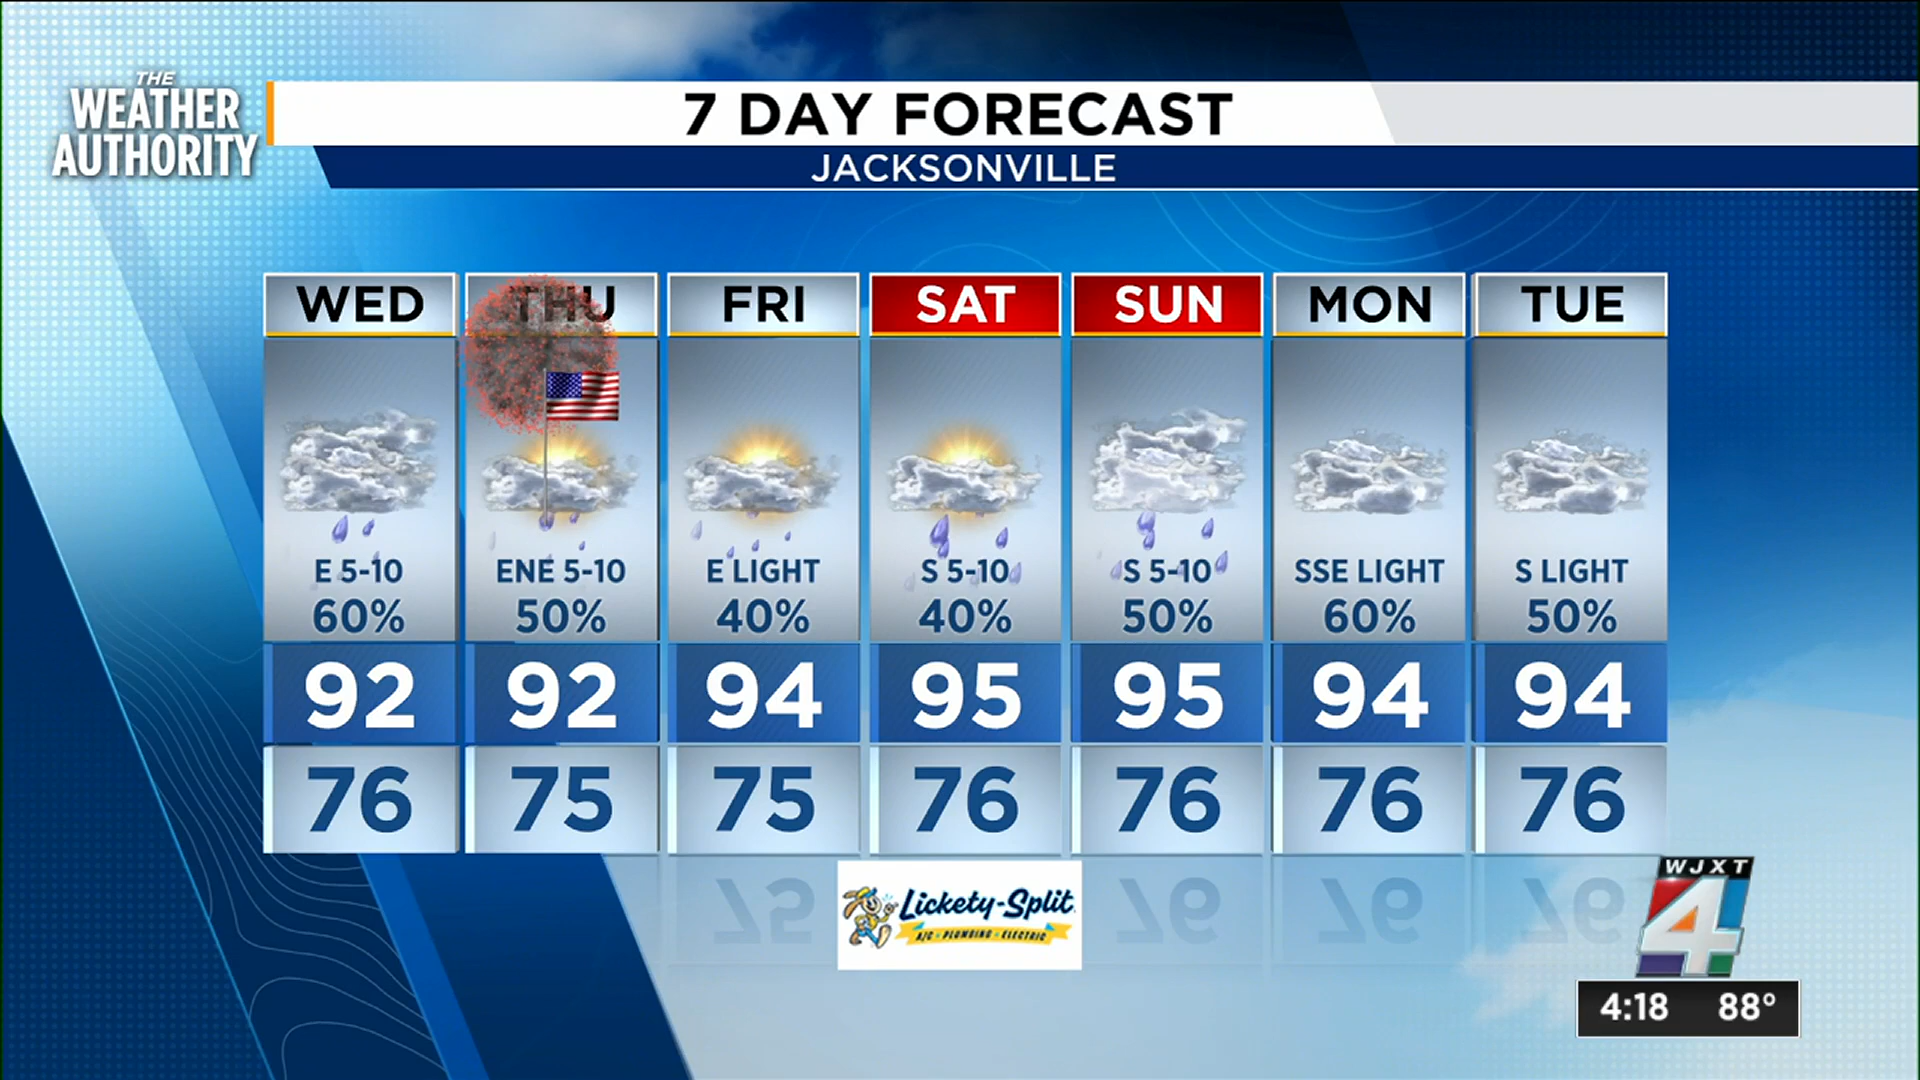 THE
WEATHER
AUTHORITY
7 DAY FORECAST
JACKSONVILLE
WED THU FRI SAT SUN MON TUE
E 5-10 ENE 5-10 E LIGHT S 5-10 S 5-10 SSE LIGHT S LIGHT
60% 50% 40% 40% 50% 60% 50%
92 92 94 95 95 94 94
76 75 75 76 76 76 76
Lickety-Split
A/C • PLUMBING • ELECTRIC
WJXT
4
4:18 88°